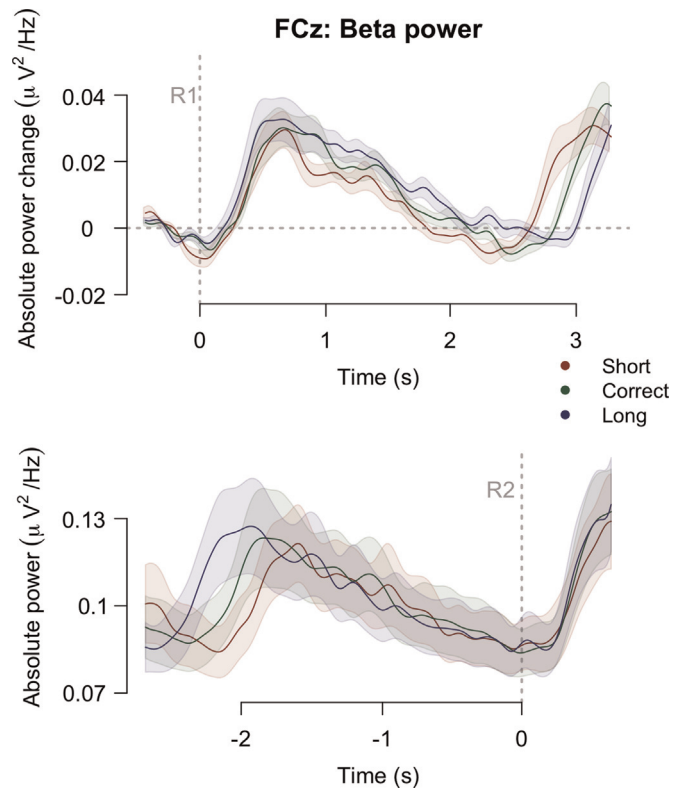 FCz: Beta power
Absolute power change (μ V² /Hz)
0.04
0.02
0
-0.02
R1
0
1
2
3
Time (s)
Short
Correct
Long
Absolute power (μ V² /Hz)
0.13
0.1
0.07
R2
-2
-1
0
Time (s)